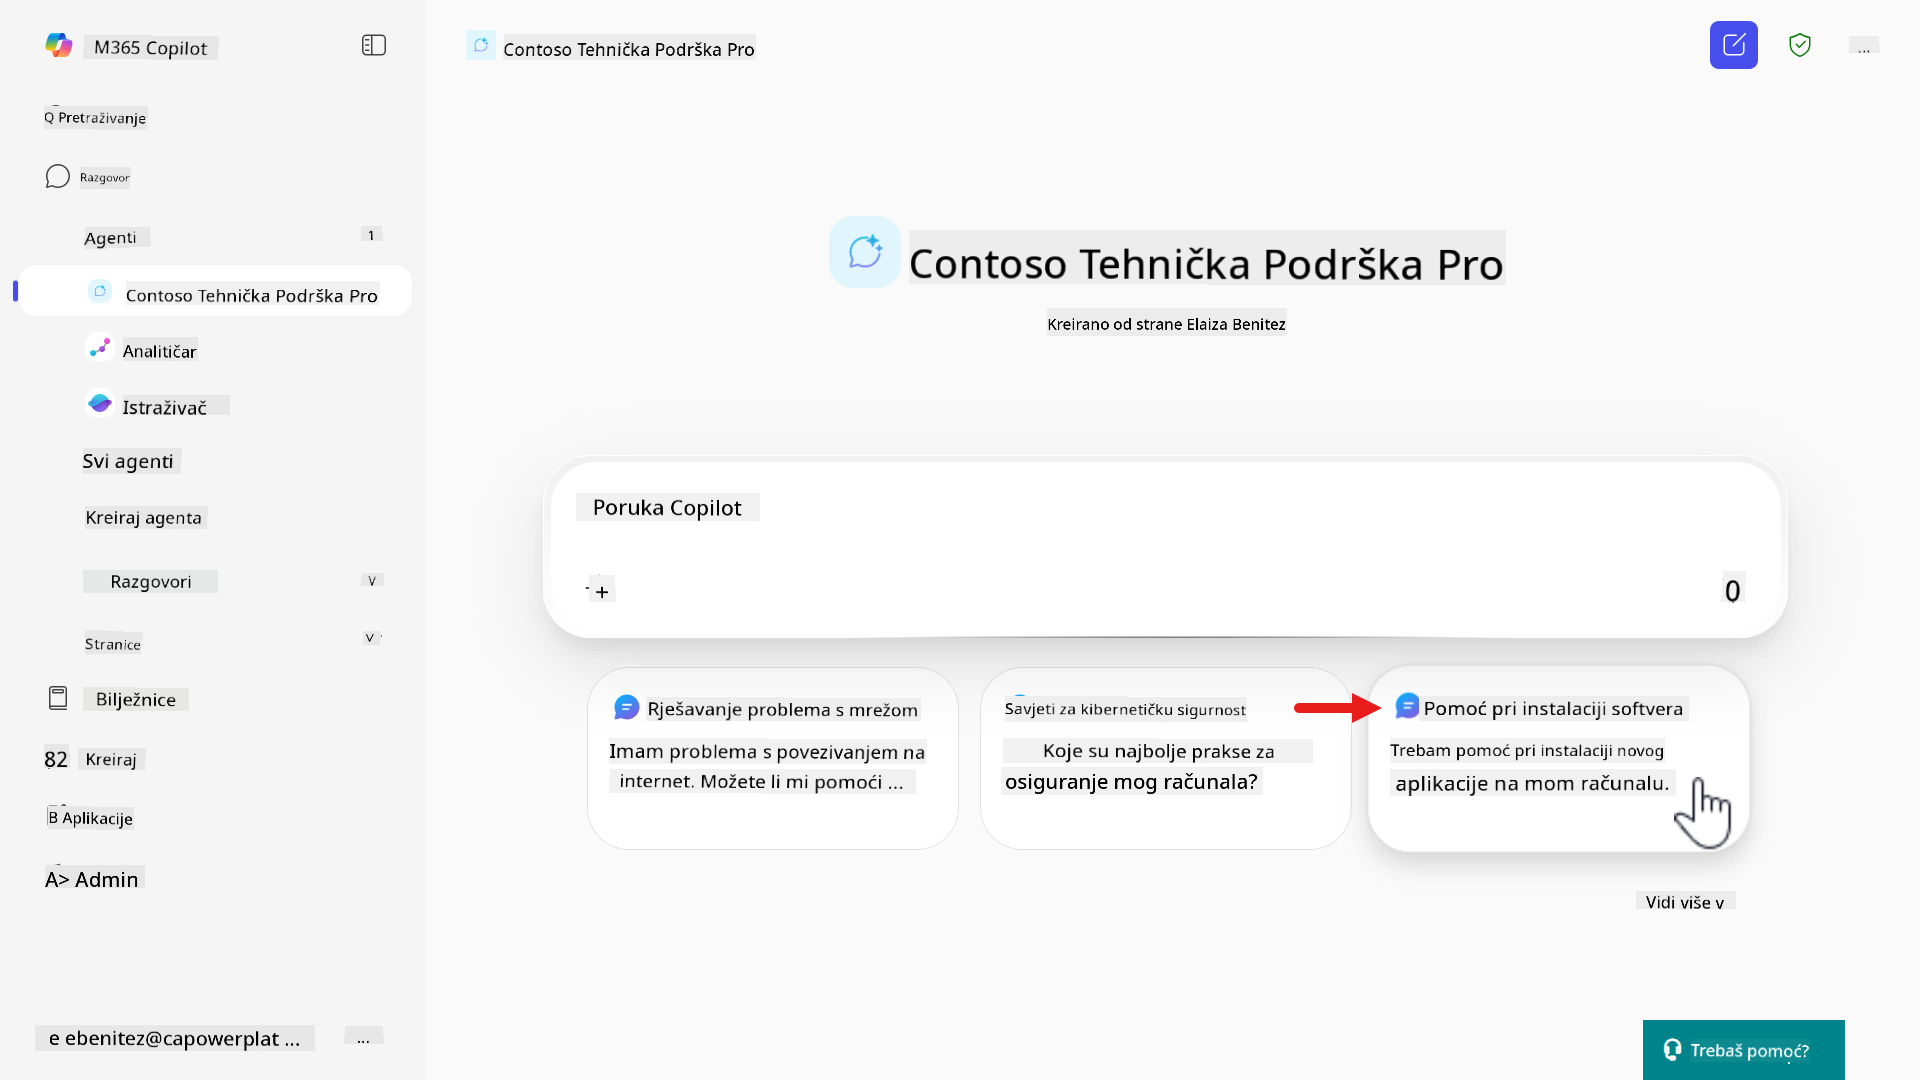 M365 Copilot
Q Pretraživanje
Razgovor
Agenti 1
Contoso Tehnička Podrška Pro
Analitičar
Istraživač
Svi agenti
Kreiraj agenta
Razgovori V
Stranice V
Bilježnice
82 Kreiraj
B Aplikacije
A> Admin
e ebenitez@capowerplat ... ...
Contoso Tehnička Podrška Pro ...
Contoso Tehnička Podrška Pro
Kreirano od strane Elaiza Benitez
Poruka Copilot
+ 0
Rješavanje problema s mrežom
Imam problema s povezivanjem na
internet. Možete li mi pomoći ...
Savjeti za kibernetičku sigurnost
Koje su najbolje prakse za
osiguranje mog računala?
Pomoć pri instalaciji softvera
Trebam pomoć pri instalaciji novog
aplikacije na mom računalu.
Vidi više v
Trebaš pomoć?